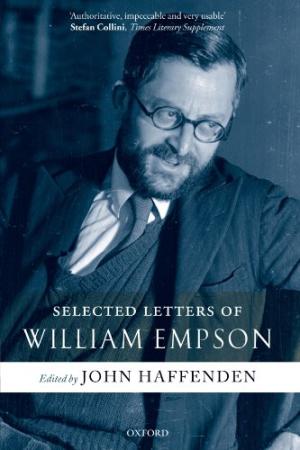 'Authoritative, impeccable and very usable'
Stefan Collini, Times Literary Supplement
SELECTED LETTERS OF
WILLIAM EMPSON
Edited by JOHN HAFFENDEN
OXFORD